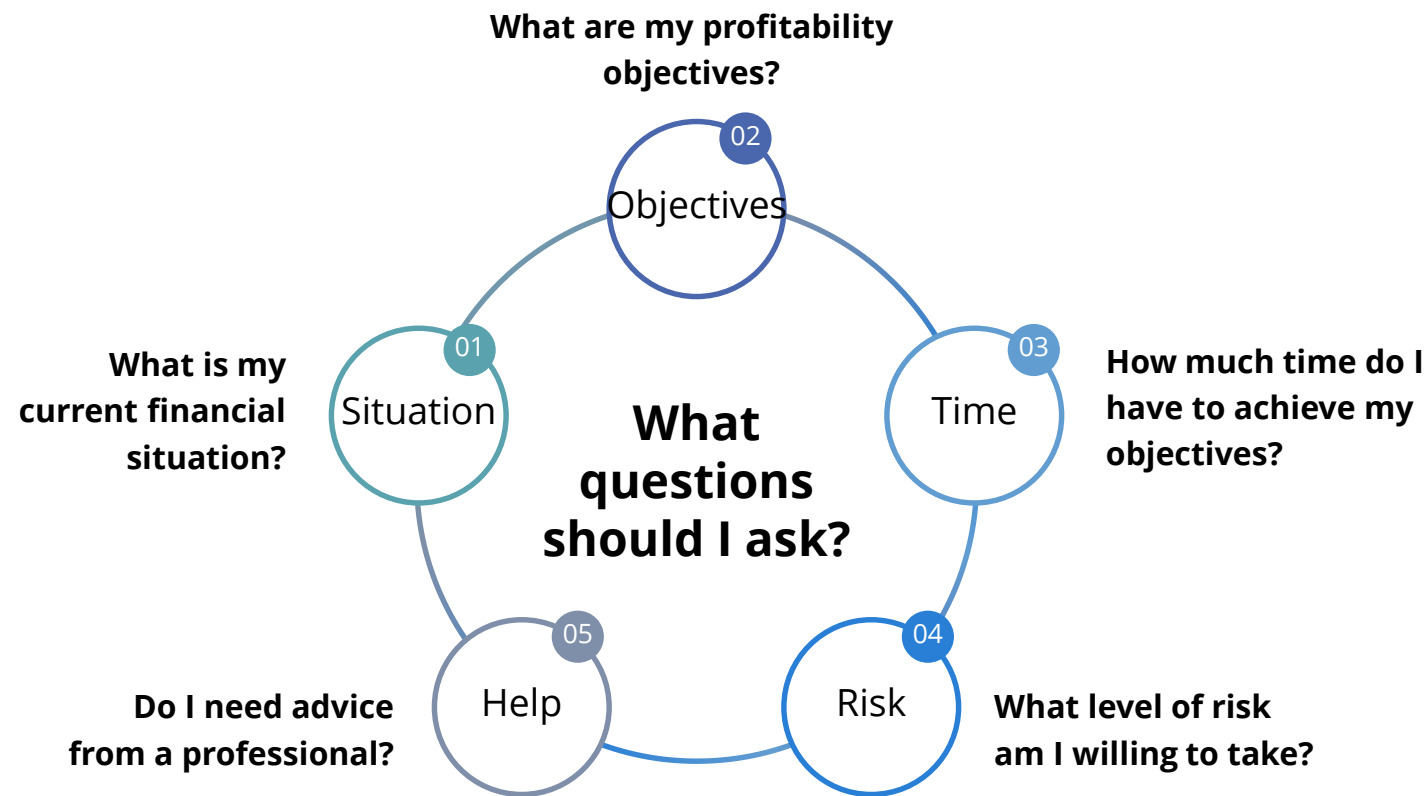 What are my profitability
objectives?
02
Objectives
01
Situation
What is my
current financial
situation?
What
questions
should I ask?
03
Time
How much time do I
have to achieve my
objectives?
05
Help
Do I need advice
from a professional?
04
Risk
What level of risk
am I willing to take?